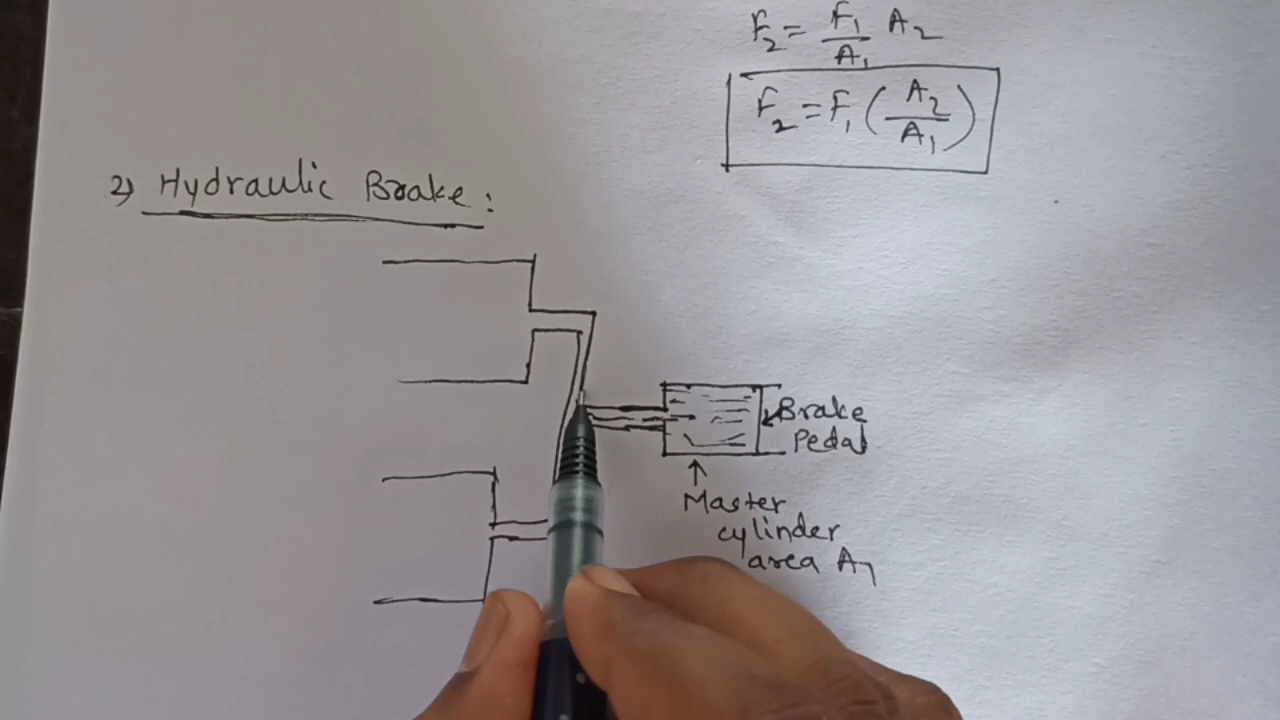 F₂ = F₁/A₁ A₂
F₂ = F₁ (A₂/A₁)
2) Hydraulic Brake:
Brake
Pedal
Master
cylinder
area A₁